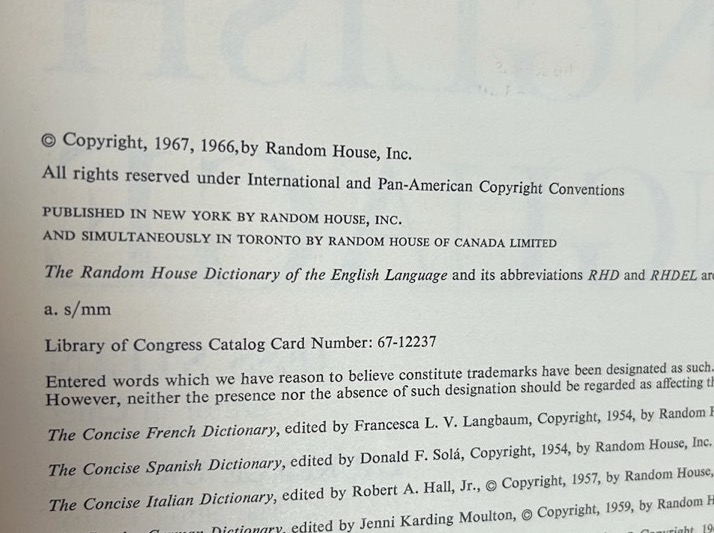 © Copyright, 1967, 1966, by Random House, Inc.
All rights reserved under International and Pan-American Copyright Conventions
PUBLISHED IN NEW YORK BY RANDOM HOUSE, INC.
AND SIMULTANEOUSLY IN TORONTO BY RANDOM HOUSE OF CANADA LIMITED
The Random House Dictionary of the English Language and its abbreviations RHD and RHDEL are
a. s/mm
Library of Congress Catalog Card Number: 67-12237
Entered words which we have reason to believe constitute trademarks have been designated as such.
However, neither the presence nor the absence of such designation should be regarded as affecting
The Concise French Dictionary, edited by Francesca L. V. Langbaum, Copyright, 1954, by Random
The Concise Spanish Dictionary, edited by Donald F. Solá, Copyright, 1954, by Random House, Inc.
The Concise Italian Dictionary, edited by Robert A. Hall, Jr., © Copyright, 1957, by Random House,
German Dictionary, edited by Jenni Karding Moulton, © Copyright, 1959, by Random